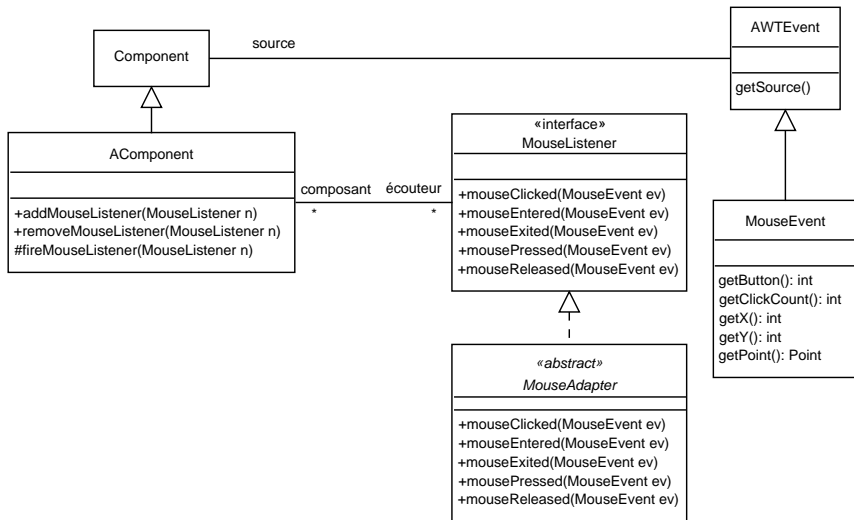 Component
source
AWTEvent
getSource()
AComponent
+addMouseListener(MouseListener n)
+removeMouseListener(MouseListener n)
#fireMouseListener(MouseListener n)
composant
écouteur
*
*
«interface»
MouseListener
+mouseClicked(MouseEvent ev)
+mouseEntered(MouseEvent ev)
+mouseExited(MouseEvent ev)
+mousePressed(MouseEvent ev)
+mouseReleased(MouseEvent ev)
MouseEvent
getButton(): int
getClickCount(): int
getX(): int
getY(): int
getPoint(): Point
«abstract»
MouseAdapter
+mouseClicked(MouseEvent ev)
+mouseEntered(MouseEvent ev)
+mouseExited(MouseEvent ev)
+mousePressed(MouseEvent ev)
+mouseReleased(MouseEvent ev)